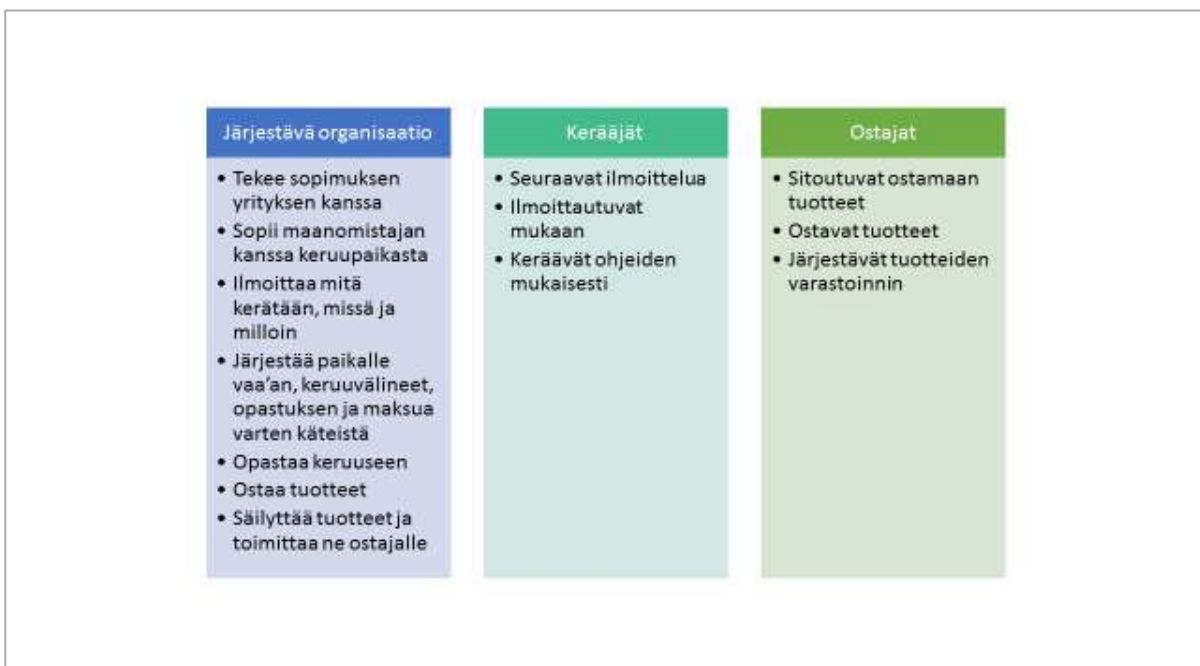 Järjestävä organisaatio
• Tekee sopimuksen
yrityksen kanssa
• Sopii maanomistajan
kanssa keruupaikasta
• Ilmoittaa mitä
kerätään, missä ja
milloin
• Järjestää paikalle
vaa’an, keruuvälineet,
opastuksen ja maksua
varten käteistä
• Opastaa keruuseen
• Ostaa tuotteet
• Säilyttää tuotteet ja
toimittaa ne ostajalle
Kerääjät
• Seuraavat ilmoittelua
• Ilmoittautuvat
mukaan
• Keräävät ohjeiden
mukaisesti
Ostajat
• Sitoutuvat ostamaan
tuotteet
• Ostavat tuotteet
• Järjestävät tuotteiden
varastoinnin